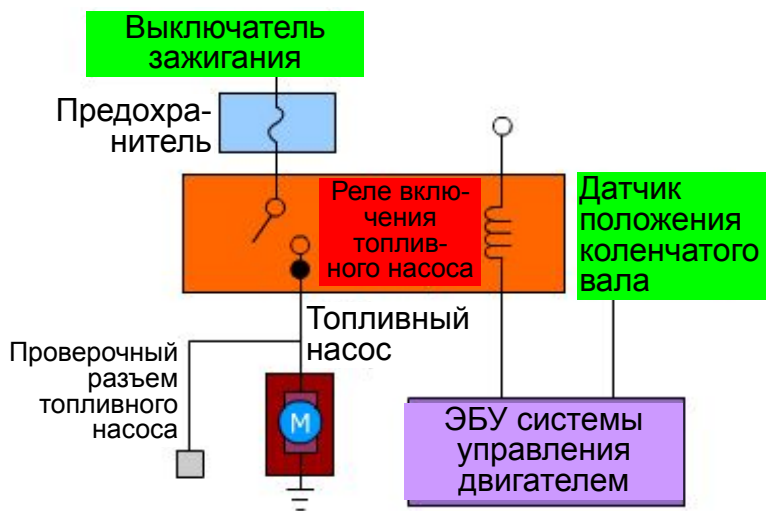 Выключатель
зажигания
Предохра-
нитель
Реле вклю-
чения
топлив-
ного насоса
Датчик
положения
коленчатого
вала
Топливный
насос
Проверочный
разъем
топливного
насоса
M
ЭБУ системы
управления
двигателем